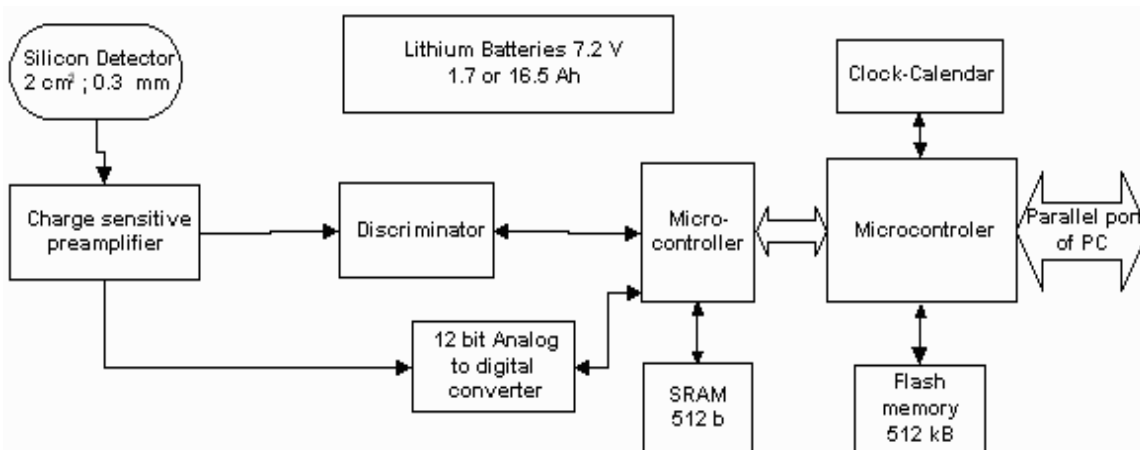 Silicon Detector
2 cm²; 0.3 mm
Lithium Batteries 7.2 V
1.7 or 16.5 Ah
Clock-Calendar
Charge sensitive
preamplifier
Discriminator
Micro-
controller
Microcontroler
Parallel port
of PC
12 bit Analog
to digital
converter
SRAM
512 b
Flash
memory
512 kB